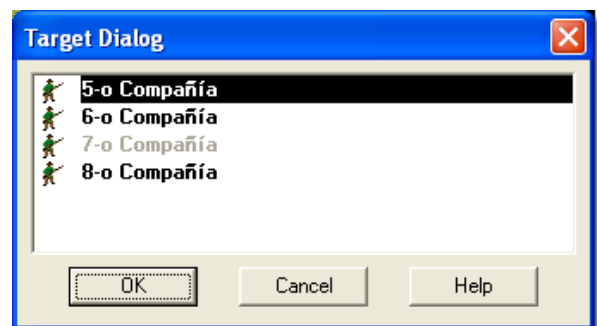 Target Dialog
5-o Compañía
6-o Compañía
7-o Compañía
8-o Compañía
OK Cancel Help